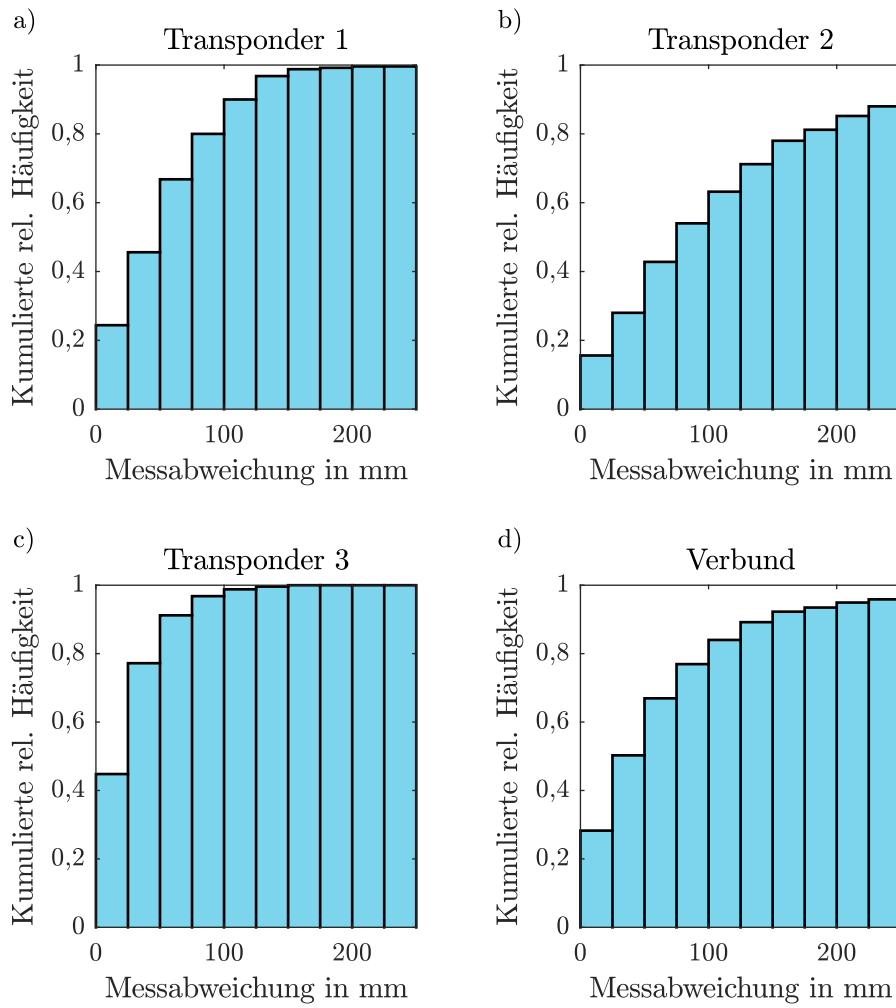 a)
Transponder 1
Kumulierte rel. Häufigkeit
1
0,8
0,6
0,4
0,2
0
0 100 200
Messabweichung in mm
b)
Transponder 2
Kumulierte rel. Häufigkeit
1
0,8
0,6
0,4
0,2
0
0 100 200
Messabweichung in mm
c)
Transponder 3
Kumulierte rel. Häufigkeit
1
0,8
0,6
0,4
0,2
0
0 100 200
Messabweichung in mm
d)
Verbund
Kumulierte rel. Häufigkeit
1
0,8
0,6
0,4
0,2
0
0 100 200
Messabweichung in mm